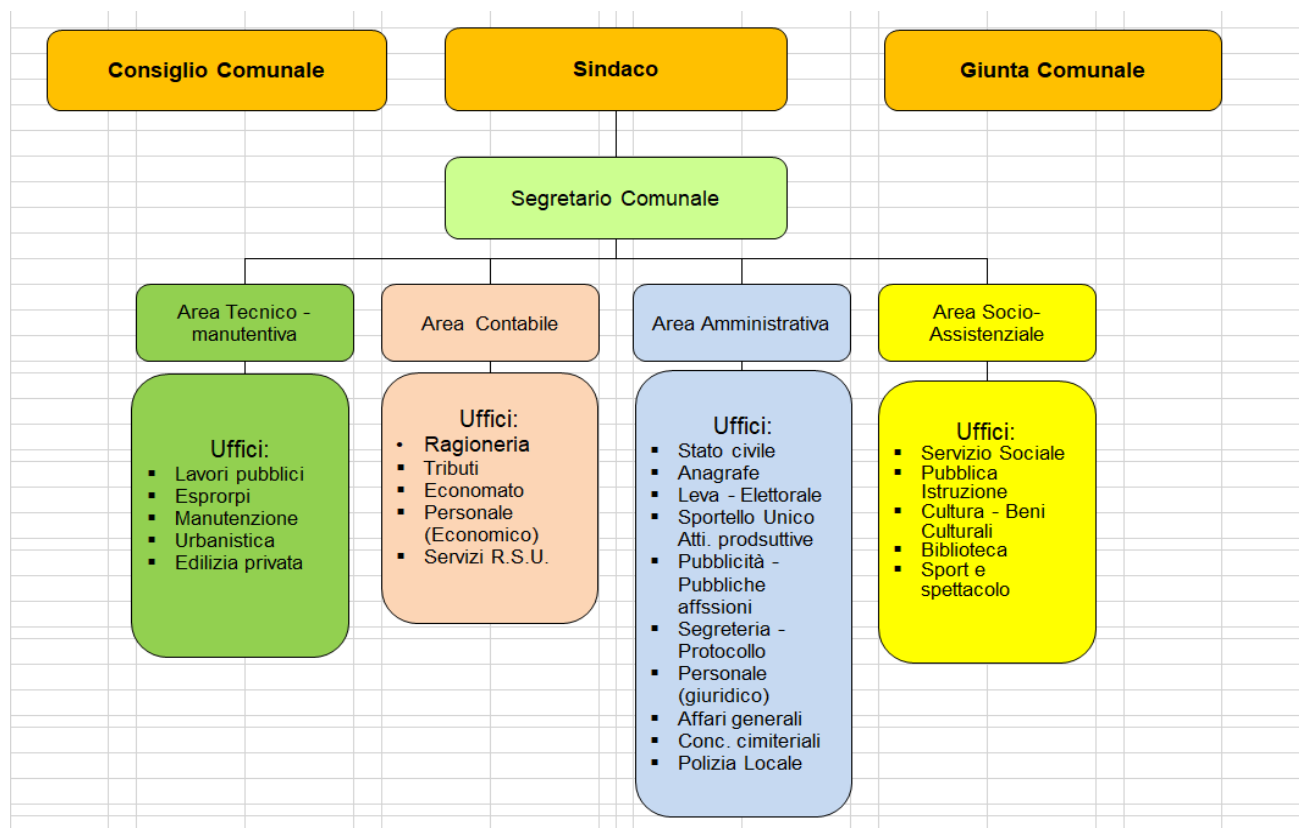 Consiglio Comunale
Sindaco
Giunta Comunale
Segretario Comunale
Area Tecnico -
manutentiva
Area Contabile
Area Amministrativa
Area Socio-
Assistenziale
Uffici:
▪ Lavori pubblici
▪ Esprorpi
▪ Manutenzione
▪ Urbanistica
▪ Edilizia privata
Uffici:
• Ragioneria
▪ Tributi
▪ Economato
▪ Personale
(Economico)
▪ Servizi R.S.U.
Uffici:
▪ Stato civile
▪ Anagrafe
▪ Leva - Elettorale
▪ Sportello Unico
Atti. prodsuttive
▪ Pubblicità -
Pubbliche
affssioni
▪ Segreteria -
Protocollo
▪ Personale
(giuridico)
▪ Affari generali
▪ Conc. cimiteriali
▪ Polizia Locale
Uffici:
▪ Servizio Sociale
▪ Pubblica
Istruzione
▪ Cultura - Beni
Culturali
▪ Biblioteca
▪ Sport e
spettacolo